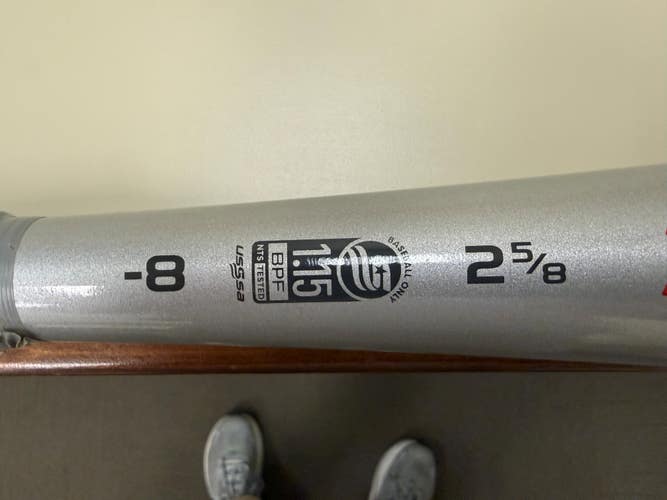 -8
usssa
NTS TESTED
1.15
BPF
BASEBALL ONLY
2 5/8